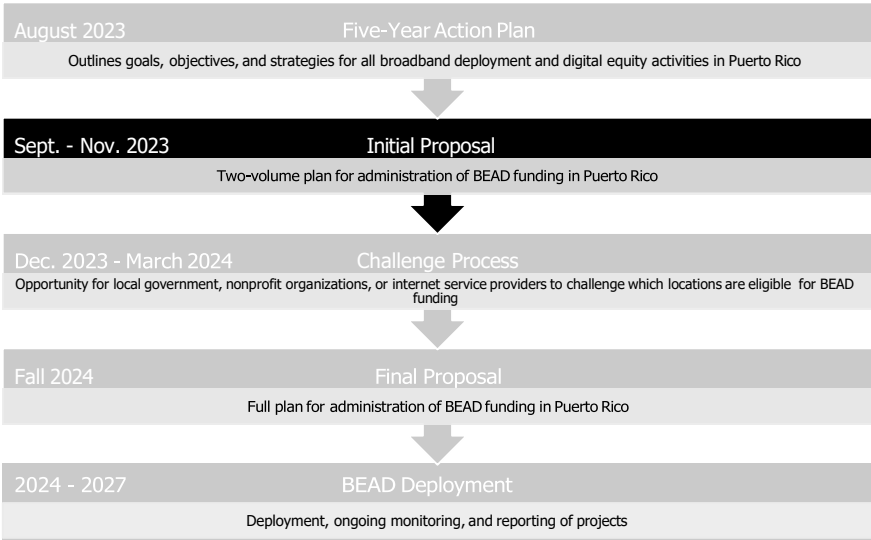 August 2023 Five-Year Action Plan
Outlines goals, objectives, and strategies for all broadband deployment and digital equity activities in Puerto Rico
Sept. - Nov. 2023 Initial Proposal
Two-volume plan for administration of BEAD funding in Puerto Rico
Dec. 2023 - March 2024 Challenge Process
Opportunity for local government, nonprofit organizations, or internet service providers to challenge which locations are eligible for BEAD
funding
Fall 2024 Final Proposal
Full plan for administration of BEAD funding in Puerto Rico
2024 - 2027 BEAD Deployment
Deployment, ongoing monitoring, and reporting of projects